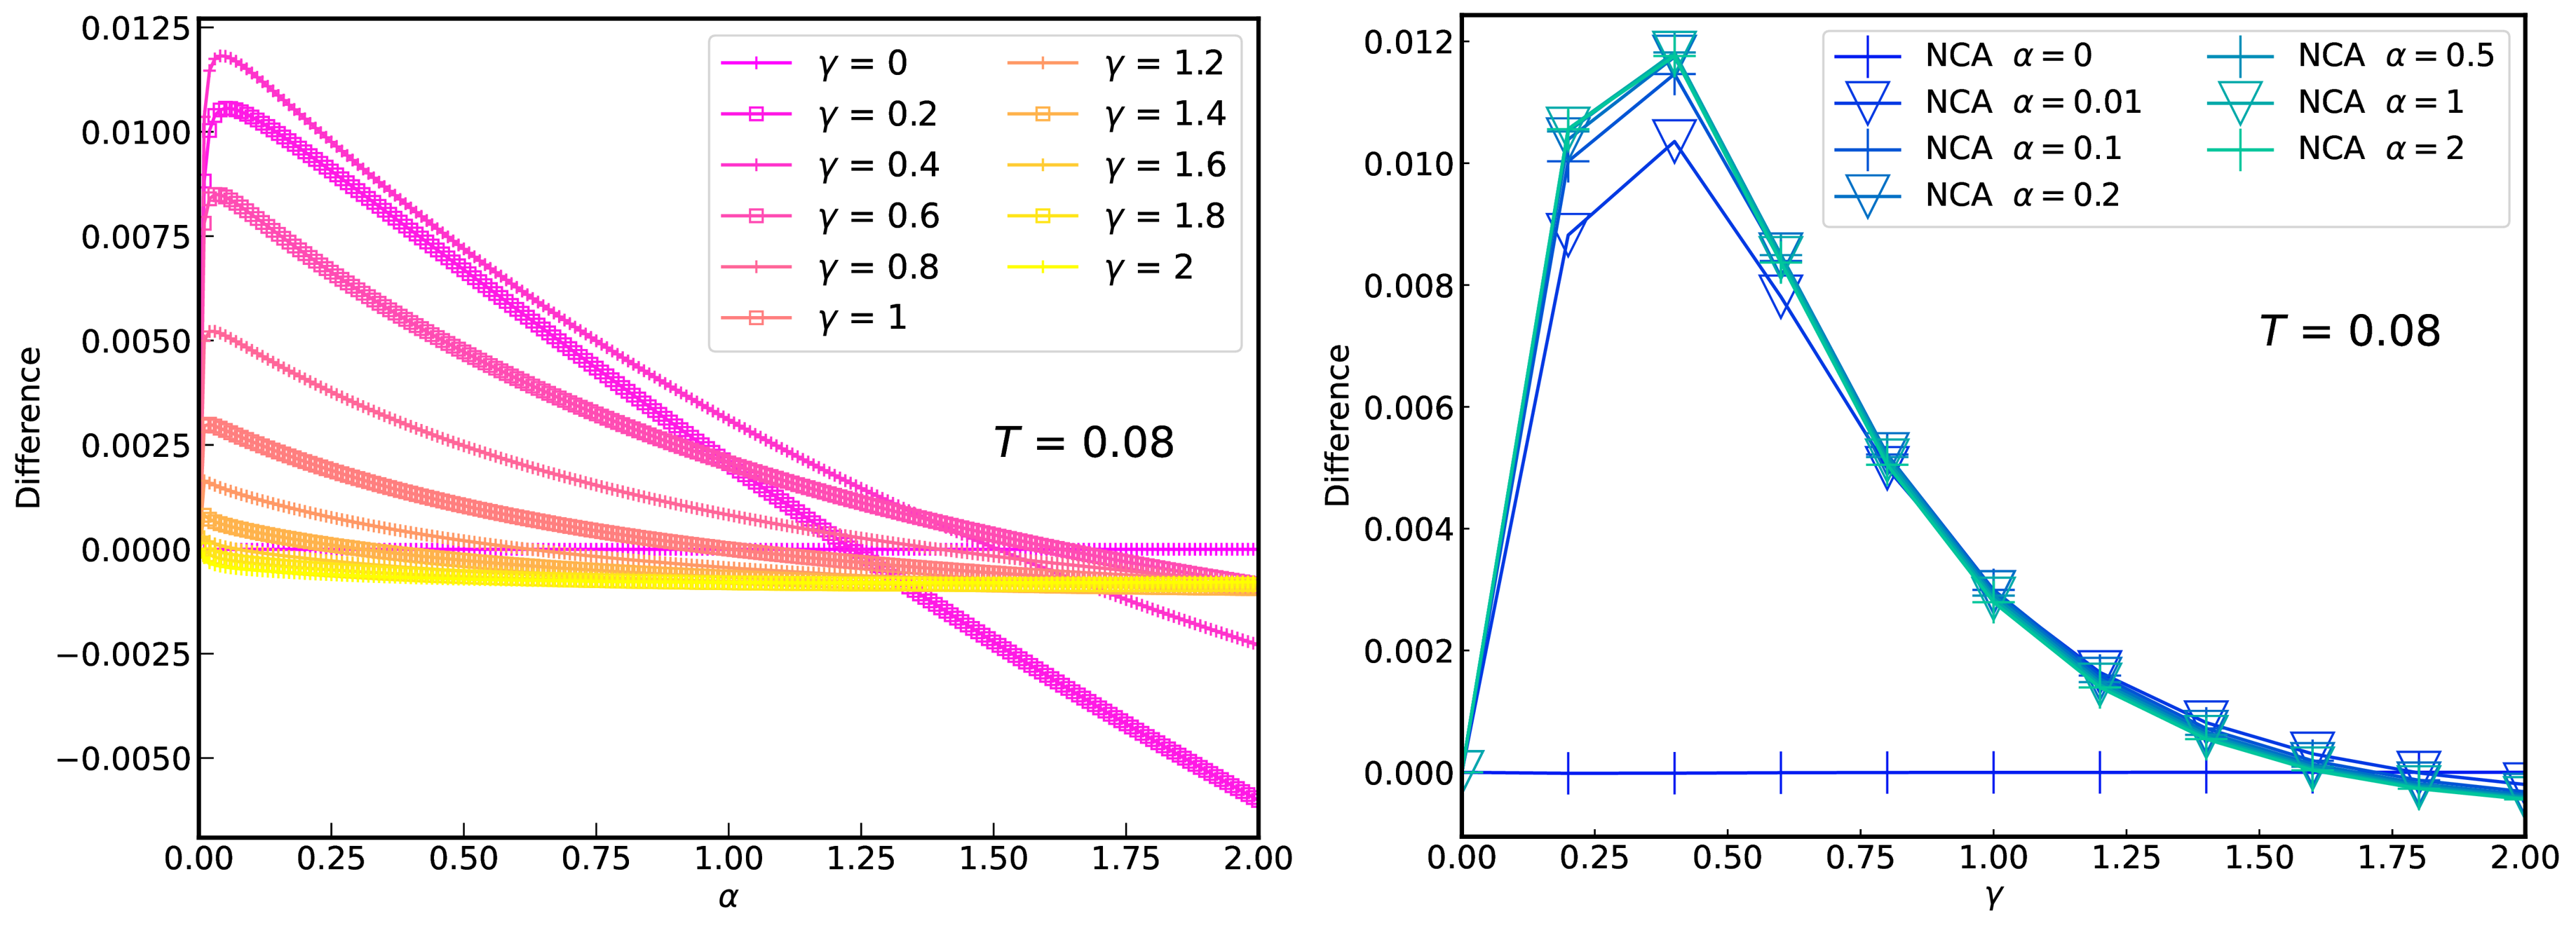 0.0125
0.0100
0.0075
0.0050
0.0025
0.0000
−0.0025
−0.0050
Difference
γ = 0
γ = 0.2
γ = 0.4
γ = 0.6
γ = 0.8
γ = 1
γ = 1.2
γ = 1.4
γ = 1.6
γ = 1.8
γ = 2
T = 0.08
0.00 0.25 0.50 0.75 1.00 1.25 1.50 1.75 2.00
α
0.012
0.010
0.008
0.006
0.004
0.002
0.000
Difference
NCA α = 0
NCA α = 0.01
NCA α = 0.1
NCA α = 0.2
NCA α = 0.5
NCA α = 1
NCA α = 2
T = 0.08
0.00 0.25 0.50 0.75 1.00 1.25 1.50 1.75 2.00
γ